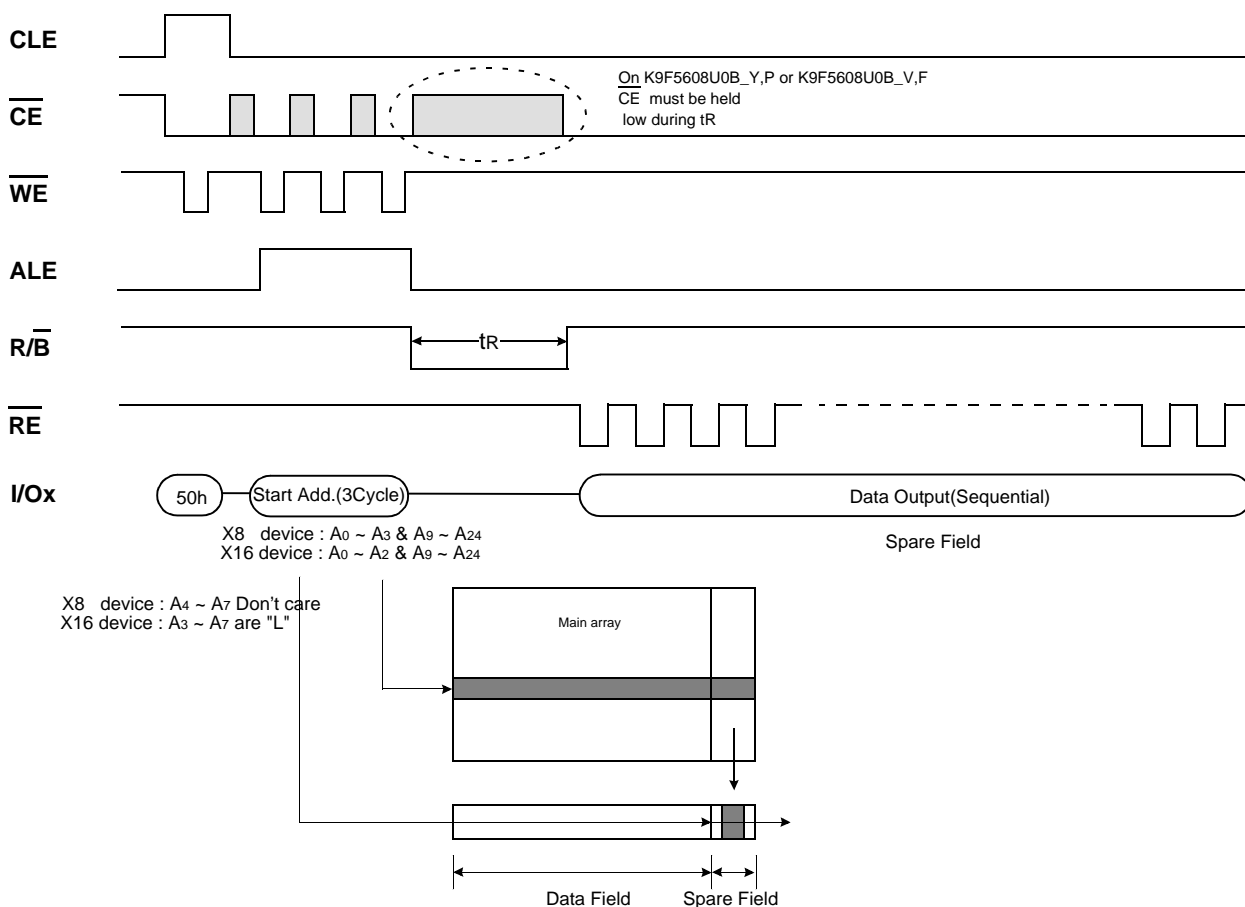 CLE
On K9F5608U0B_Y,P or K9F5608U0B_V,F
CE must be held
low during tR
CE
WE
ALE
R/B
tR
RE
I/Ox
50h
Start Add.(3Cycle)
Data Output(Sequential)
X8 device : A0 ~ A3 & A9 ~ A24
X16 device : A0 ~ A2 & A9 ~ A24
Spare Field
X8 device : A4 ~ A7 Don't care
X16 device : A3 ~ A7 are "L"
Main array
Data Field
Spare Field